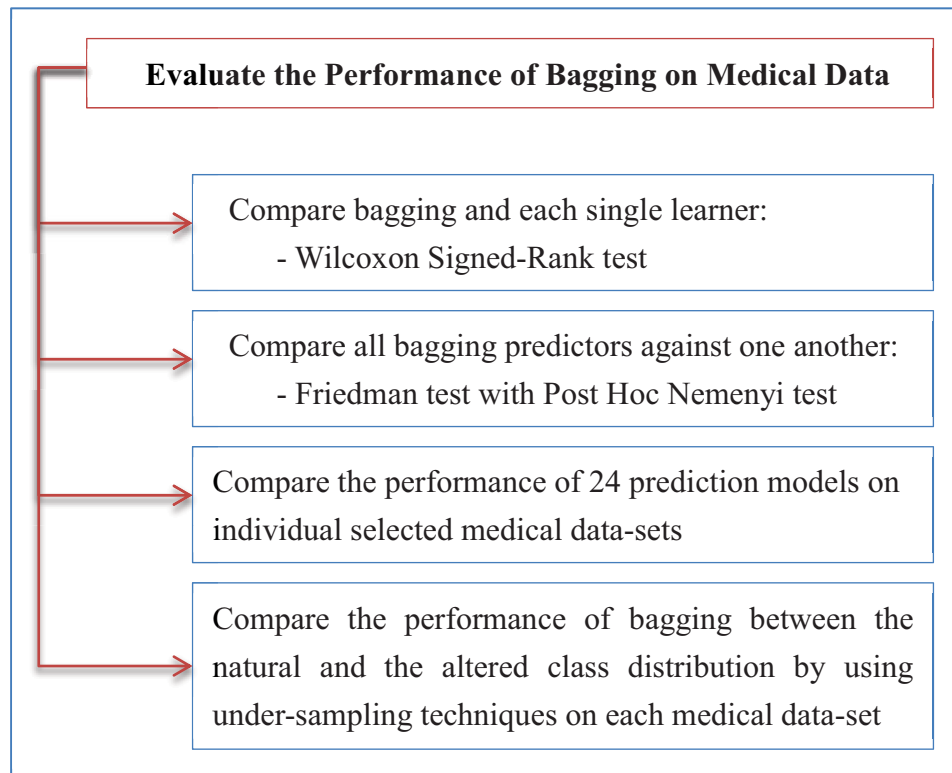 Evaluate the Performance of Bagging on Medical Data
Compare bagging and each single learner:
- Wilcoxon Signed-Rank test
Compare all bagging predictors against one another:
- Friedman test with Post Hoc Nemenyi test
Compare the performance of 24 prediction models on
individual selected medical data-sets
Compare the performance of bagging between the
natural and the altered class distribution by using
under-sampling techniques on each medical data-set